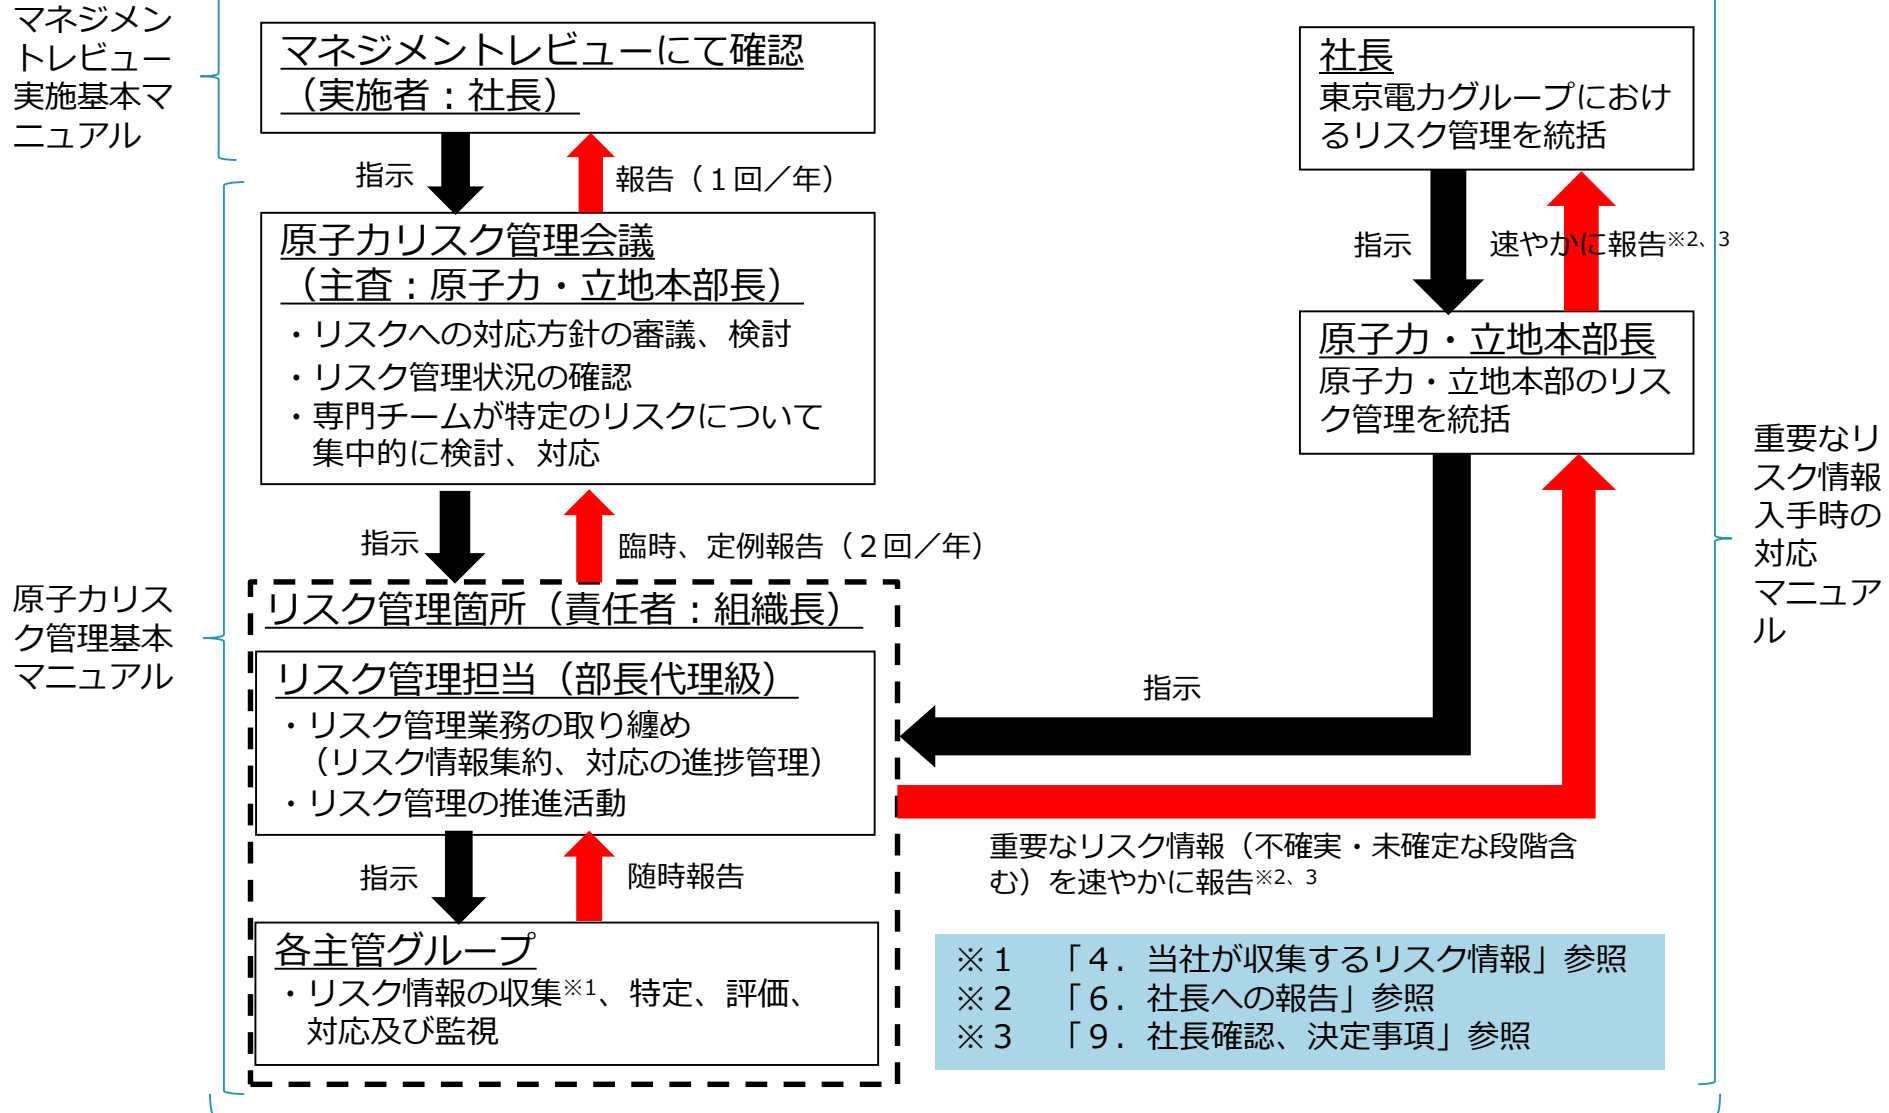 マネジメン
トレビュー
実施基本マ
ニュアル
マネジメントレビューにて確認
（実施者：社長）
指示
報告（１回／年）
原子力リスク管理会議
（主査：原子力・立地本部長）
・リスクへの対応方針の審議、検討
・リスク管理状況の確認
・専門チームが特定のリスクについて
集中的に検討、対応
指示
臨時、定例報告（２回／年）
原子力リス
ク管理基本
マニュアル
リスク管理箇所（責任者：組織長）
リスク管理担当（部長代理級）
・リスク管理業務の取り纏め
（リスク情報集約、対応の進捗管理）
・リスク管理の推進活動
指示
随時報告
各主管グループ
・リスク情報の収集※1、特定、評価、
対応及び監視
社長
東京電力グループにおけ
るリスク管理を統括
指示
速やかに報告※2、3
原子力・立地本部長
原子力・立地本部のリス
ク管理を統括
指示
重要なリスク情報（不確実・未確定な段階含
む）を速やかに報告※2、3
重要なリ
スク情報
入手時の
対応
マニュア
ル
※１　「４．当社が収集するリスク情報」参照
※２　「６．社長への報告」参照
※３　「９．社長確認、決定事項」参照